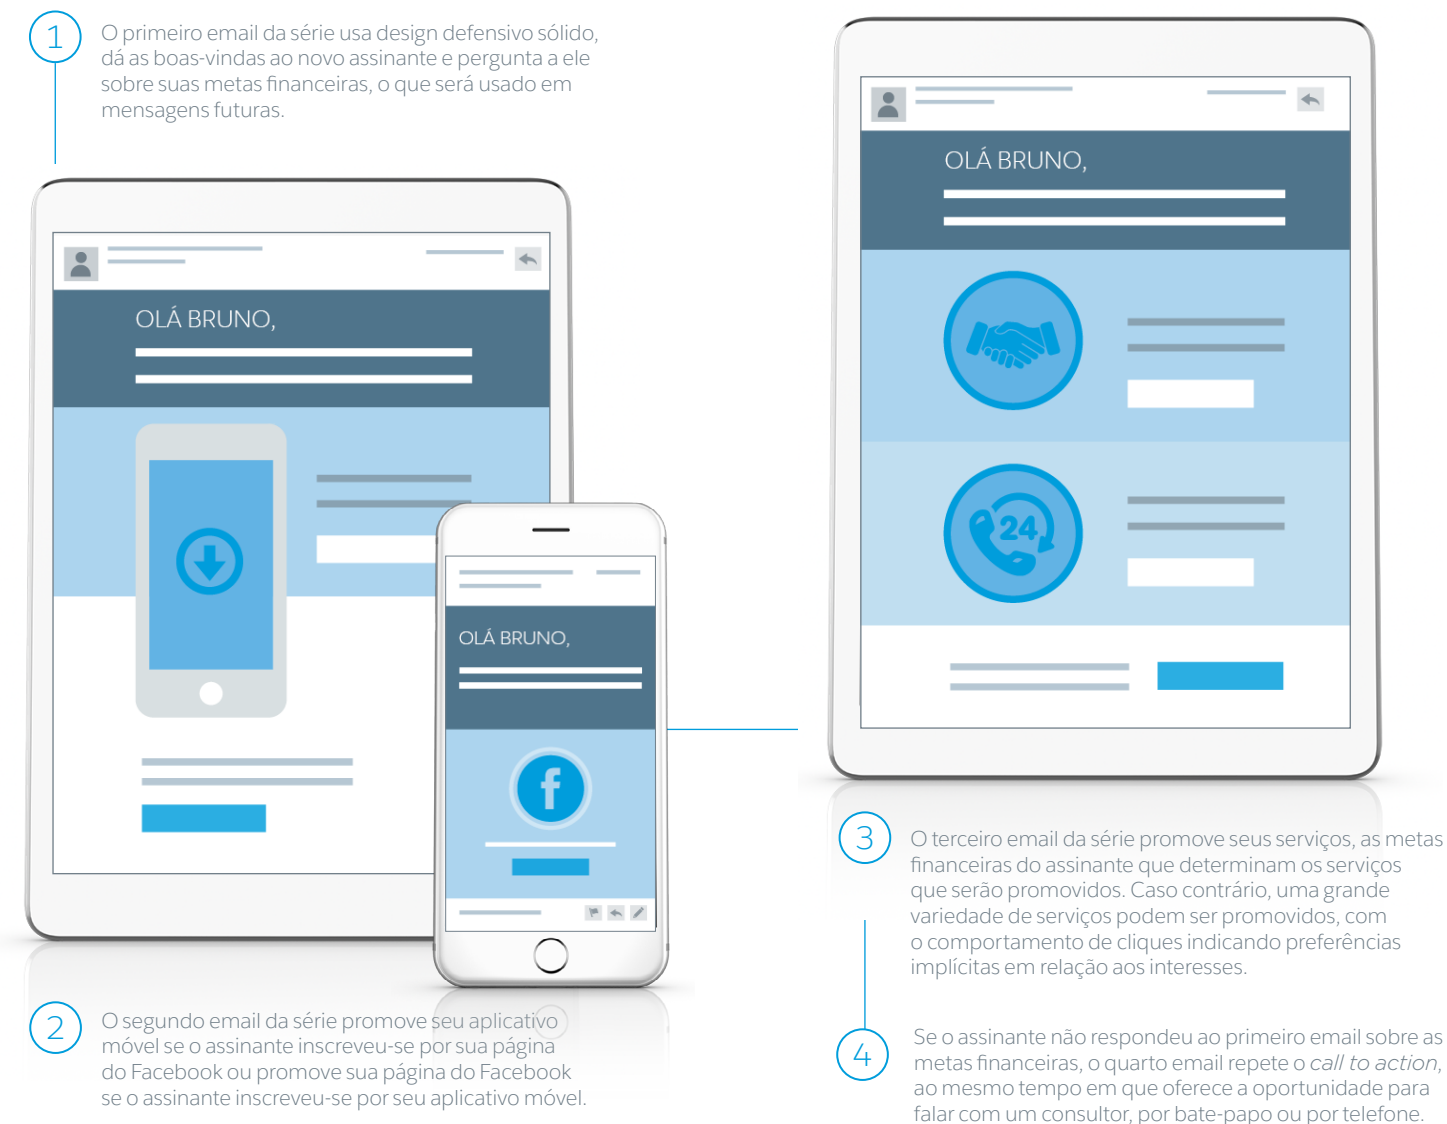 1
O primeiro email da série usa design defensivo sólido,
dá as boas-vindas ao novo assinante e pergunta a ele
sobre suas metas financeiras, o que será usado em
mensagens futuras.
OLÁ BRUNO,
OLÁ BRUNO,
f
2
O segundo email da série promove seu aplicativo
móvel se o assinante inscreveu-se por sua página
do Facebook ou promove sua página do Facebook
se o assinante inscreveu-se por seu aplicativo móvel.
OLÁ BRUNO,
24
3
O terceiro email da série promove seus serviços, as metas
financeiras do assinante que determinam os serviços
que serão promovidos. Caso contrário, uma grande
variedade de serviços podem ser promovidos, com
o comportamento de cliques indicando preferências
implícitas em relação aos interesses.
4
Se o assinante não respondeu ao primeiro email sobre as
metas financeiras, o quarto email repete o call to action,
ao mesmo tempo em que oferece a oportunidade para
falar com um consultor, por bate-papo ou por telefone.